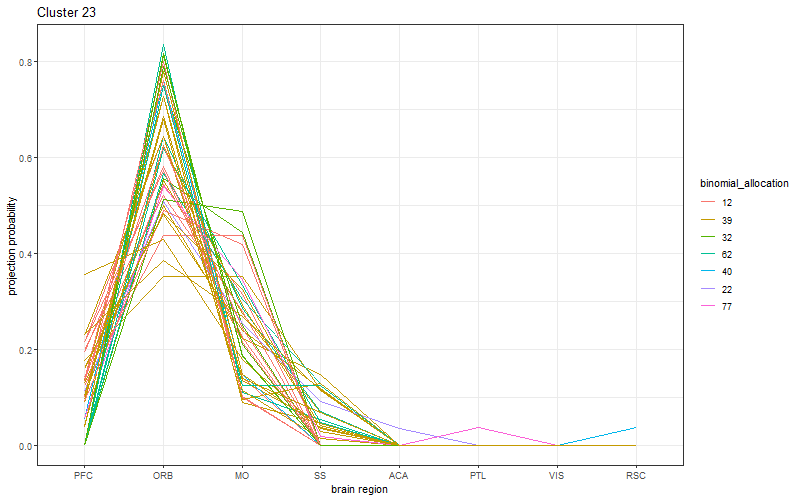 Cluster 23
projection probability
0.8
0.6
0.4
0.2
0.0
PFC ORB MO SS ACA PTL VIS RSC
brain region
binomial_allocation
12
39
32
62
40
22
77